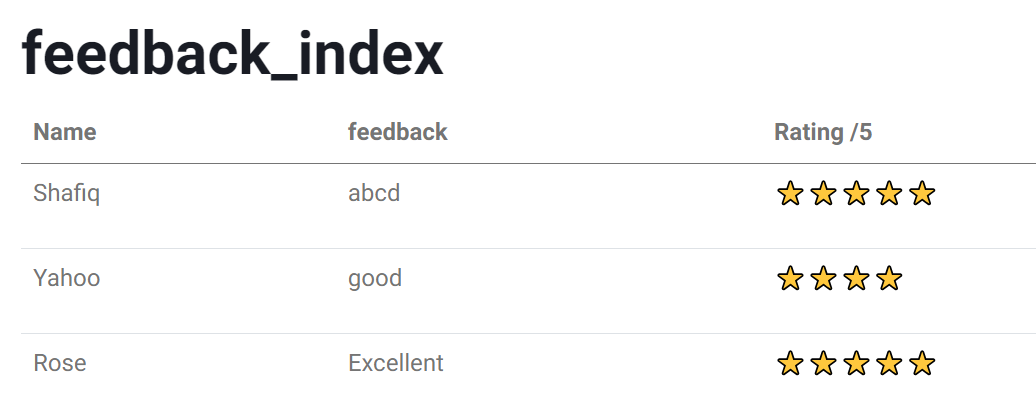 feedback_index
Name feedback Rating /5
Shafiq abcd
Yahoo good
Rose Excellent